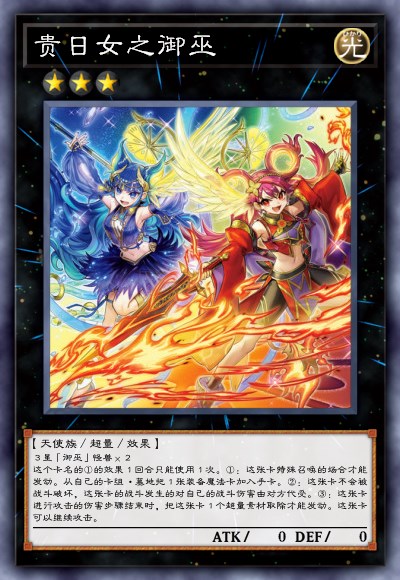 贵日女之御巫
ひかり
光
【天使族/超量/效果】
3星「御巫」怪兽×2
这个卡名的①的效果1回合只能使用1次。①：这张卡特殊召唤的场合才能
发动。从自己的卡组·墓地把1张装备魔法卡加入手卡。②：这张卡不会被
战斗破坏，这张卡的战斗发生的对自己的战斗伤害由对方代受。③：这张卡
进行攻击的伤害步骤结束时，把这张卡1个超量素材取除才能发动。这张卡
可以继续攻击。
ATK/ 0 DEF/ 0